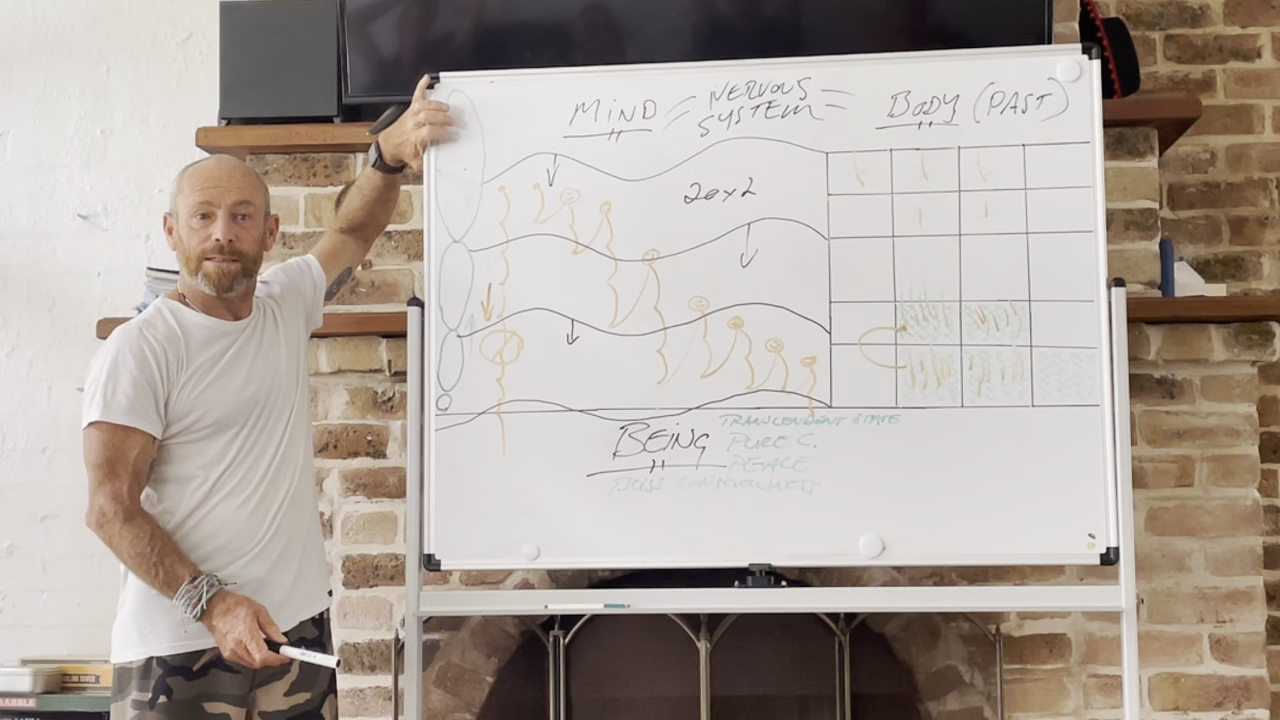 MIND = NERVOUS SYSTEM = BODY (PAST)
20x2
TRANSCENDENT STATE
BEING PURE C.
PEACE
BLISS CONSCIOUSNESS